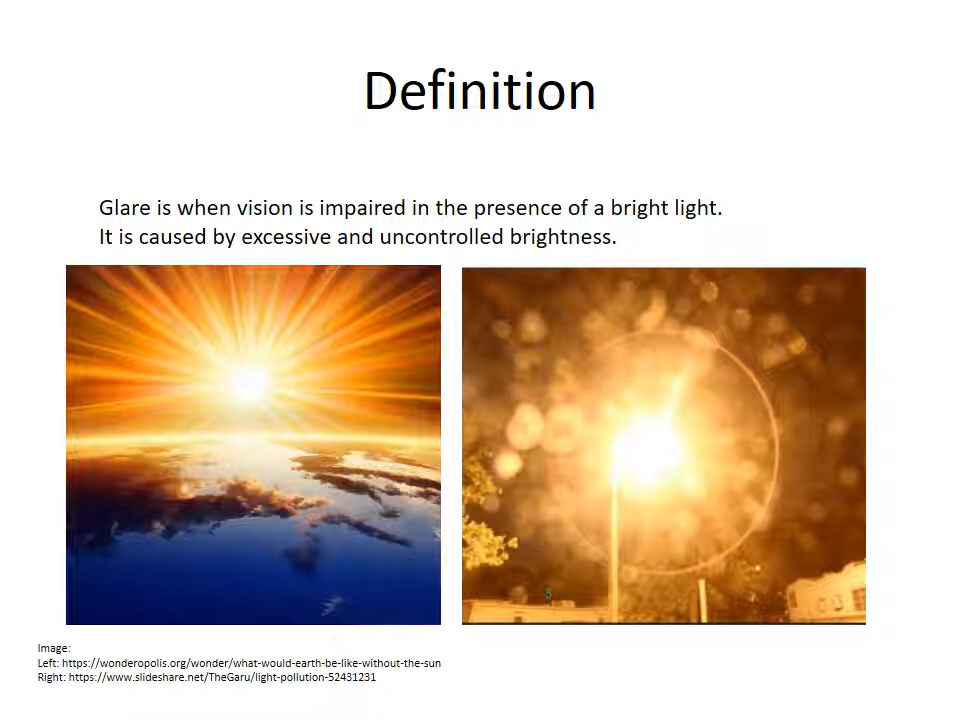 Definition
Glare is when vision is impaired in the presence of a bright light.
It is caused by excessive and uncontrolled brightness.
Image:
Left: https://wonderopolis.org/wonder/what-would-earth-be-like-without-the-sun
Right: https://www.slideshare.net/TheGaru/light-pollution-52431231